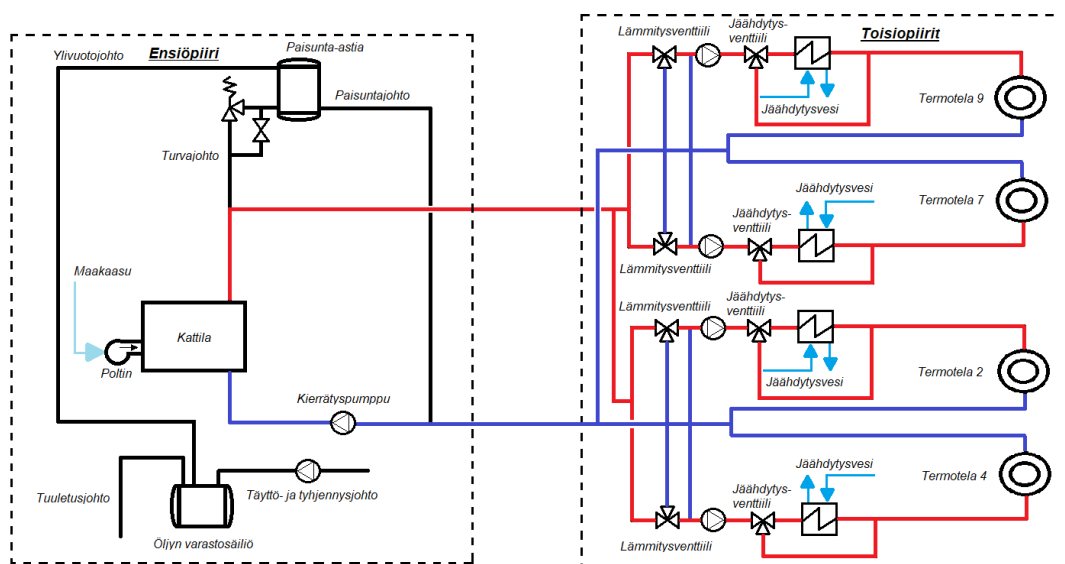 Ensiöpiiri
Ylivuotojohto
Paisunta-astia
Paisuntajohto
Turvajohto
Maakaasu
Poltin
Kattila
Kierrätyspumppu
Tuuletusjohto
Täyttö- ja tyhjennysjohto
Öljyn varastosäiliö
Toisiopiirit
Lämmitysventtiili
Jäähdytys-
venttiili
Jäähdytysvesi
Termotela 9
Jäähdytysvesi
Jäähdytys-
venttiili
Termotela 7
Lämmitysventtiili
Lämmitysventtiili
Jäähdytys-
venttiili
Jäähdytysvesi
Termotela 2
Jäähdytysvesi
Jäähdytys-
venttiili
Termotela 4
Lämmitysventtiili